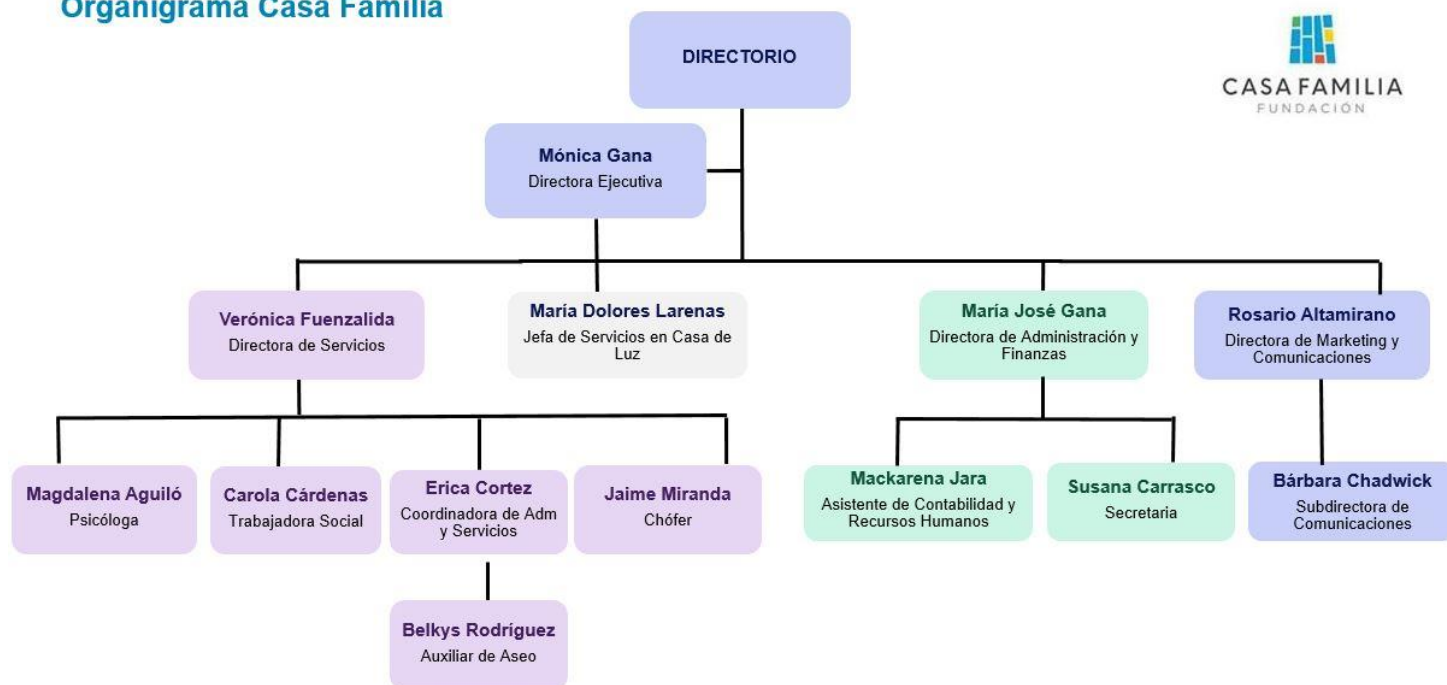 Organigrama Casa Familia
DIRECTORIO
CASA FAMILIA
FUNDACIÓN
Mónica Gana
Directora Ejecutiva
Verónica Fuenzalida
Directora de Servicios
María Dolores Larenas
Jefa de Servicios en Casa de
Luz
María José Gana
Directora de Administración y
Finanzas
Rosario Altamirano
Directora de Marketing y
Comunicaciones
Magdalena Aguiló
Psicóloga
Carola Cárdenas
Trabajadora Social
Erica Cortez
Coordinadora de Adm
y Servicios
Jaime Miranda
Chófer
Mackarena Jara
Asistente de Contabilidad y
Recursos Humanos
Susana Carrasco
Secretaria
Bárbara Chadwick
Subdirectora de
Comunicaciones
Belkys Rodríguez
Auxiliar de Aseo